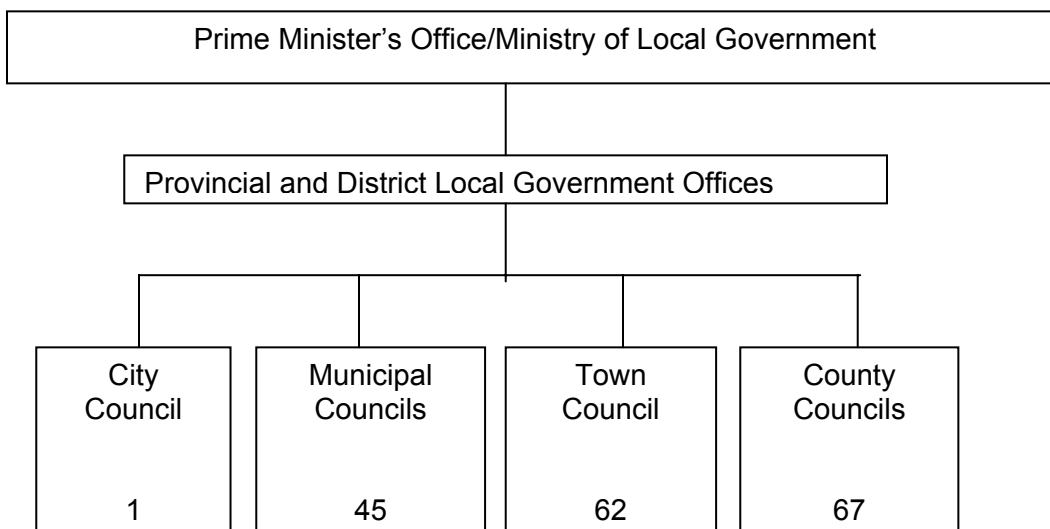 Prime Minister’s Office/Ministry of Local Government
Provincial and District Local Government Offices
City
Council
1
Municipal
Councils
45
Town
Council
62
County
Councils
67